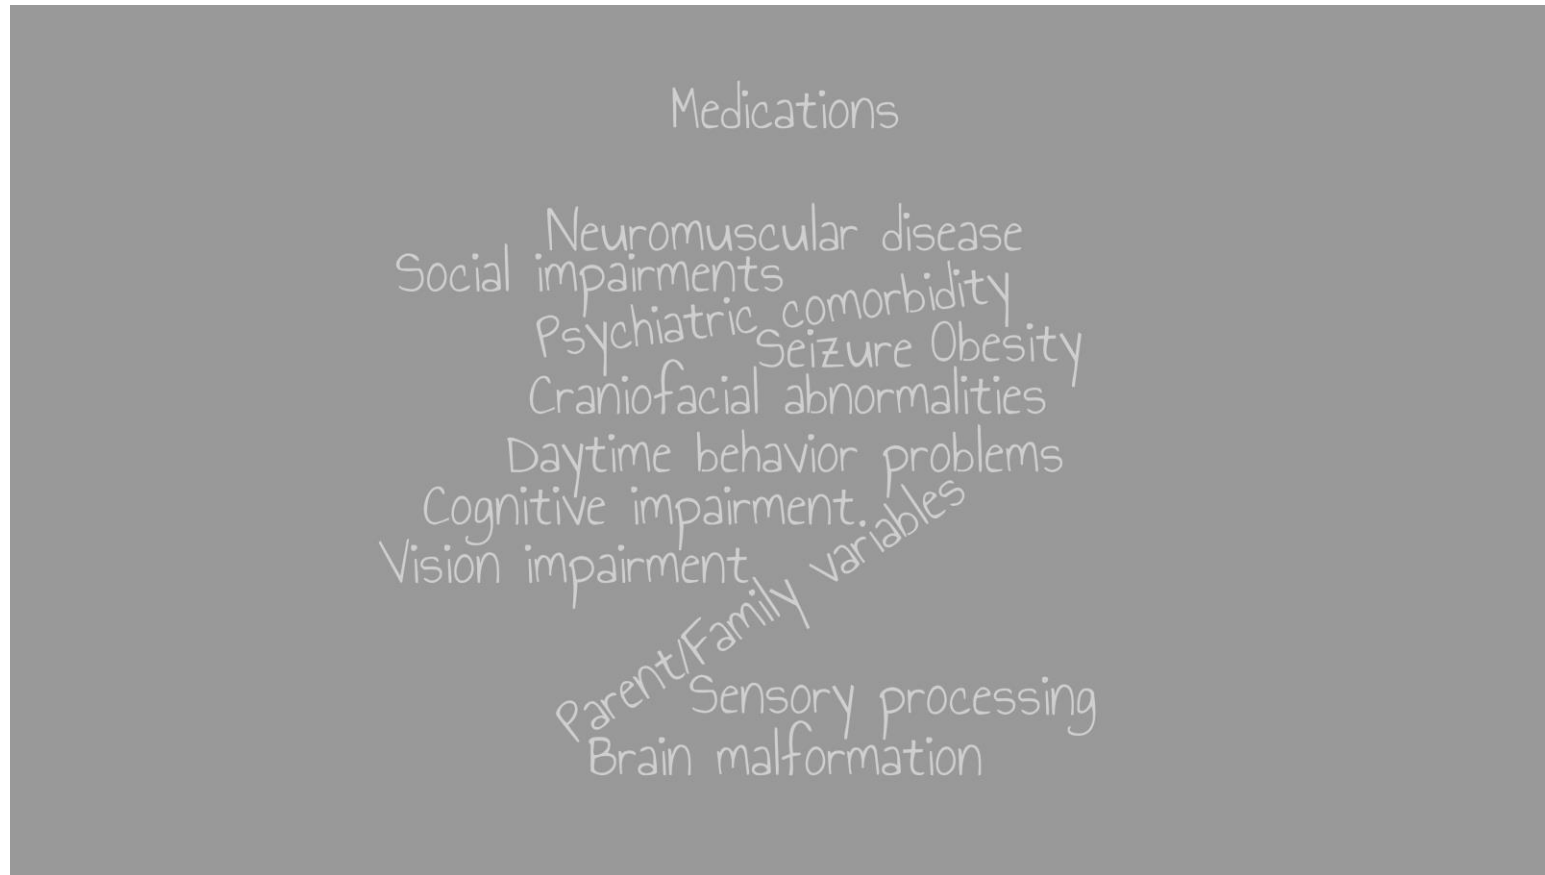 Medications
Neuromuscular disease
Social impairments
Psychiatric comorbidity
Seizure
Obesity
Craniofacial abnormalities
Daytime behavior problems
Cognitive impairment.
Vision impairment
Parent/Family variables
Sensory processing
Brain malformation